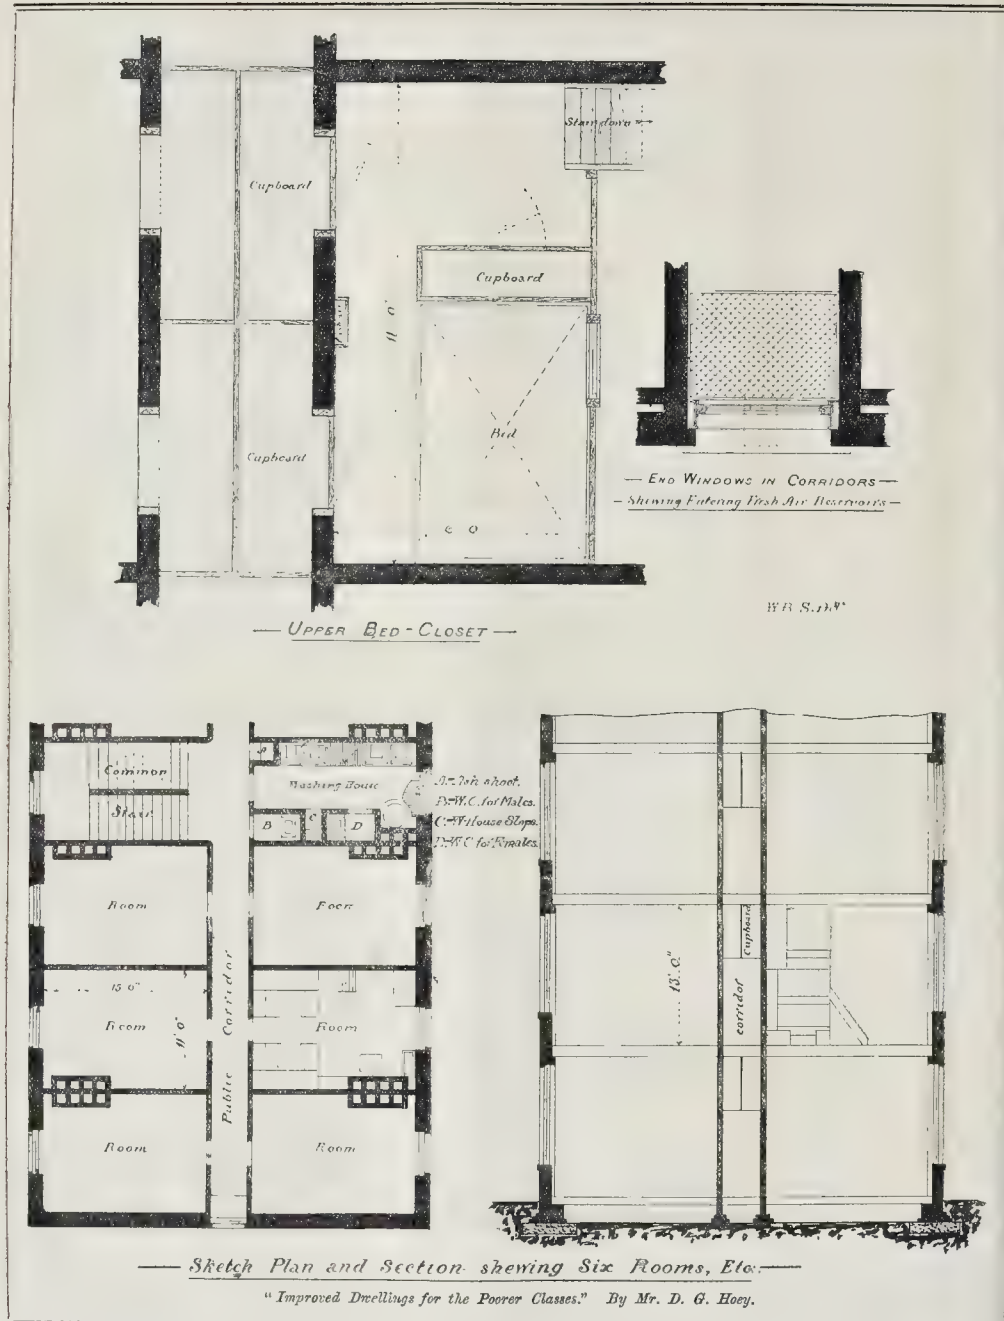 Stair down
Cupboard
Cupboard
11'. 0"
Bed
Cupboard
— END WINDOWS IN CORRIDORS —
— Shewing Entering Fresh Air Reservoirs —
— UPPER BED-CLOSET —
Common
Stair
A
Washing House
B
C
D
A=Ash shoot.
B=W.C. for Males.
C=W.House Slops.
D=W.C for Females.
Room
Room
15'. 0"
Room
11'. 0"
Public Corridor
Room
Room
Room
13'. 0."
Cupboard
corridor
— Sketch Plan and Section shewing Six Rooms, Etc. —
"Improved Dwellings for the Poorer Classes." By Mr. D. G. Hoey.